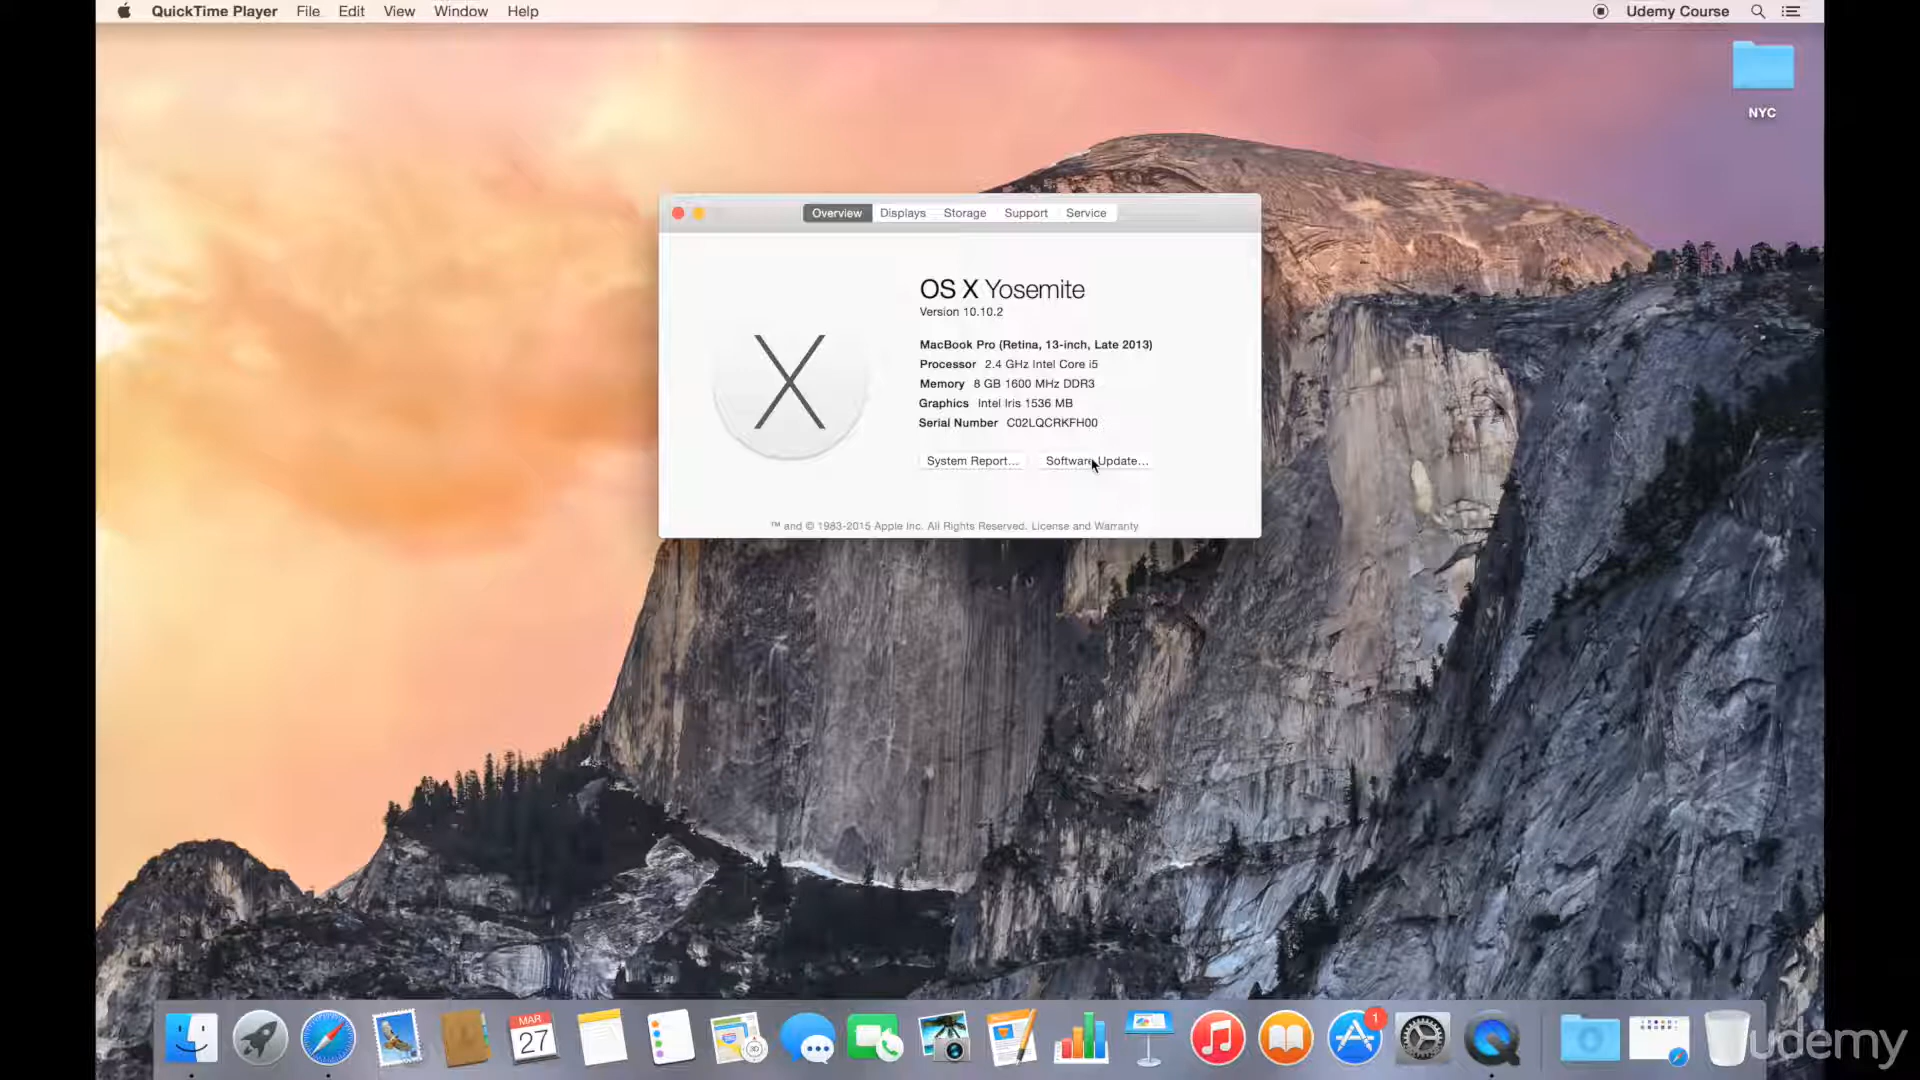 QuickTime Player File Edit View Window Help Udemy Course
NYC
Overview Displays Storage Support Service
OS X Yosemite
Version 10.10.2
MacBook Pro (Retina, 13-inch, Late 2013)
Processor 2.4 GHz Intel Core i5
Memory 8 GB 1600 MHz DDR3
Graphics Intel Iris 1536 MB
Serial Number C02LQCRKFH00
System Report... Software Update...
™ and © 1983-2015 Apple Inc. All Rights Reserved. License and Warranty
MAR
27
1
udemy